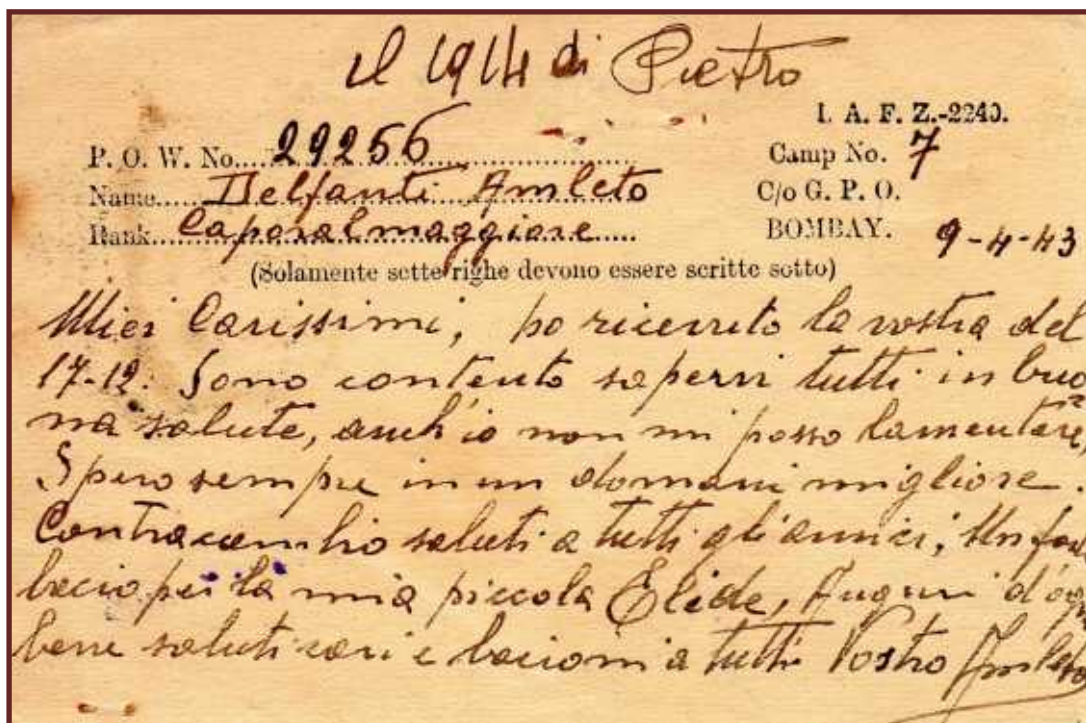 il 1914 di Pietro
I. A. F. Z.-2240.
P. O. W. No. 29256 Camp No. 7
Name Delfanti Amleto C/o G. P. O.
Rank Caporalmaggiore BOMBAY. 9-4-43
(Solamente sette righe devono essere scritte sotto)
Miei Carissimi, ho ricevuto la vostra del
17-12. Sono contento sapervi tutti in buo
na salute, anch'io non mi posso lamentare,
Spero sempre in un domani migliore.
Contracambio saluti a tutti gli amici, Un
bacio per la mia piccola Elide, Auguri d'ogni
bene saluti cari e bacioni a tutti Vostro Amleto